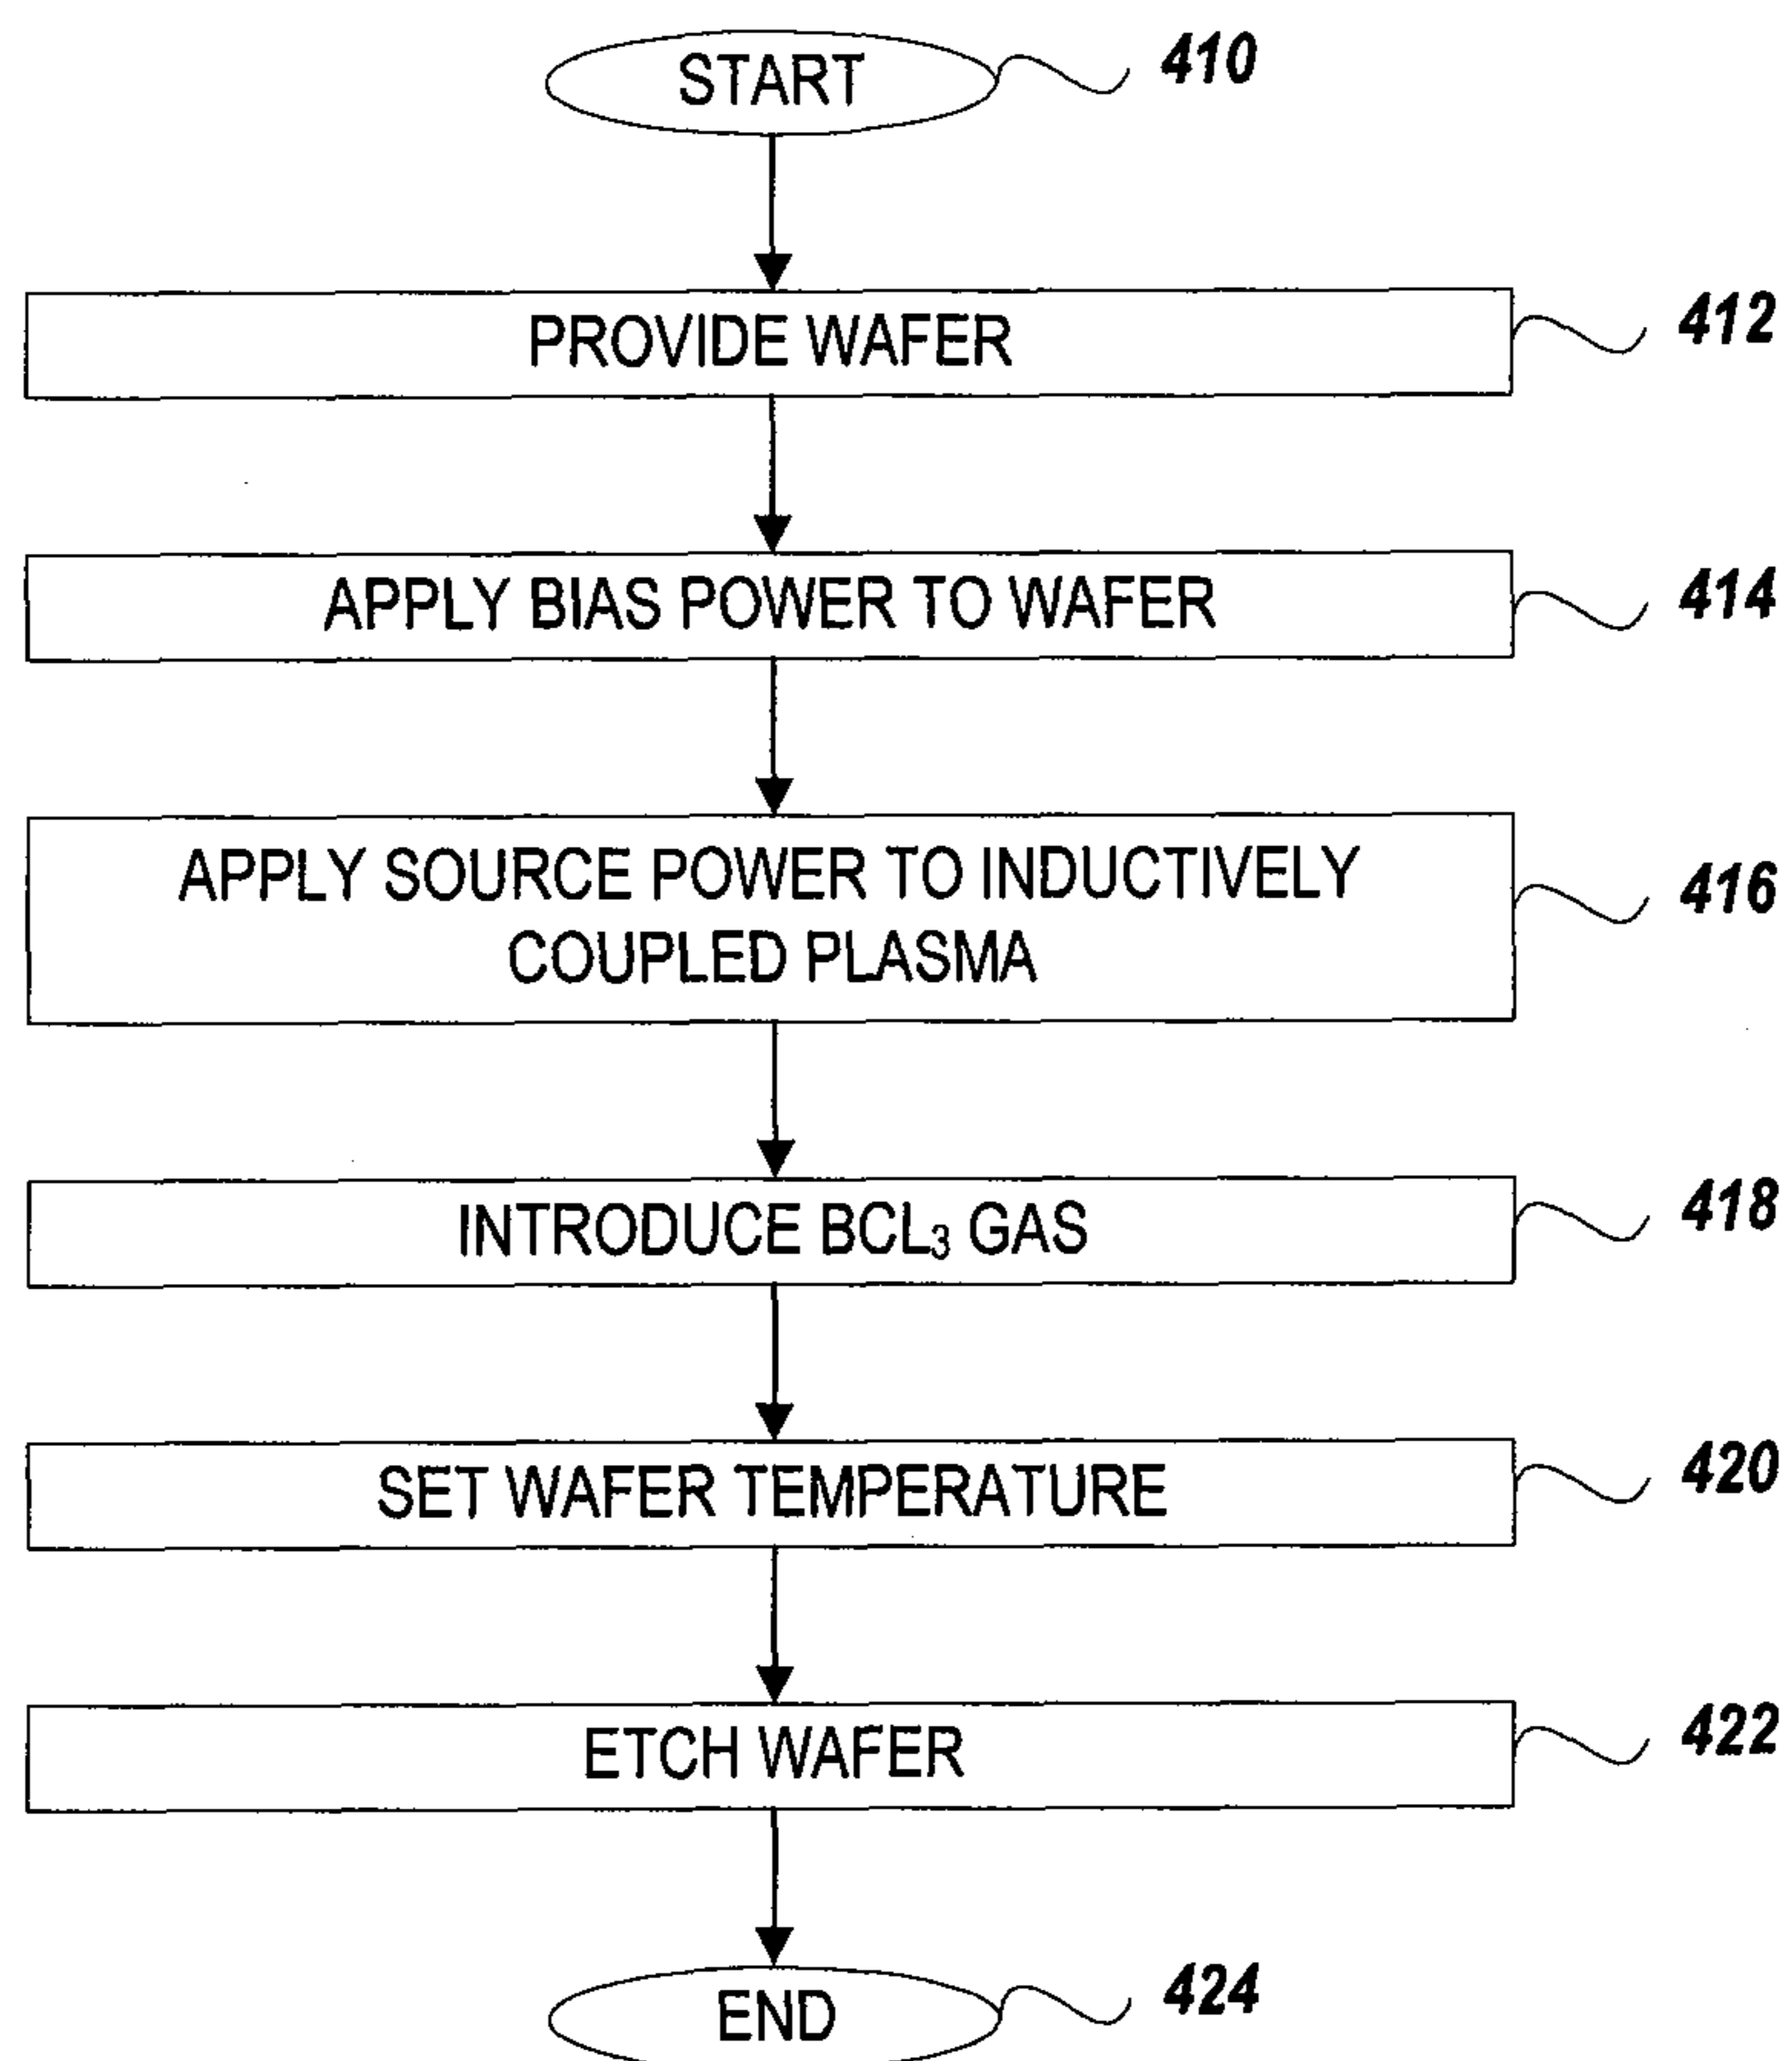 START
410
PROVIDE WAFER
412
APPLY BIAS POWER TO WAFER
414
APPLY SOURCE POWER TO INDUCTIVELY
COUPLED PLASMA
416
INTRODUCE BCL₃ GAS
418
SET WAFER TEMPERATURE
420
ETCH WAFER
422
END
424